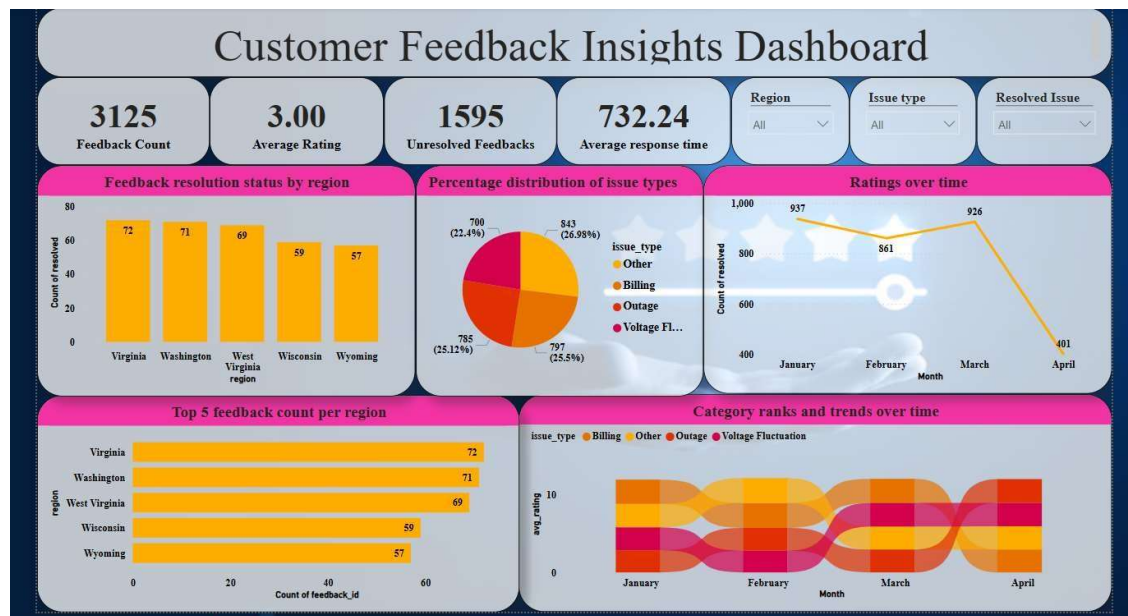 Customer Feedback Insights Dashboard
3125
Feedback Count
3.00
Average Rating
1595
Unresolved Feedbacks
732.24
Average response time
Region
All
Issue type
All
Resolved Issue
All
Feedback resolution status by region
Count of resolved
80
60
40
20
0
72
71
69
59
57
Virginia
Washington
West
Virginia
Wisconsin
Wyoming
region
Percentage distribution of issue types
700
(22.4%)
843
(26.98%)
785
(25.12%)
797
(25.5%)
issue_type
Other
Billing
Outage
Voltage Fl...
Ratings over time
Count of resolved
1,000
800
600
400
937
861
926
401
January
February
March
April
Month
Top 5 feedback count per region
region
Virginia
72
Washington
71
West Virginia
69
Wisconsin
59
Wyoming
57
0
20
40
60
Count of feedback_id
Category ranks and trends over time
issue_type Billing Other Outage Voltage Fluctuation
avg_rating
10
0
January
February
March
April
Month